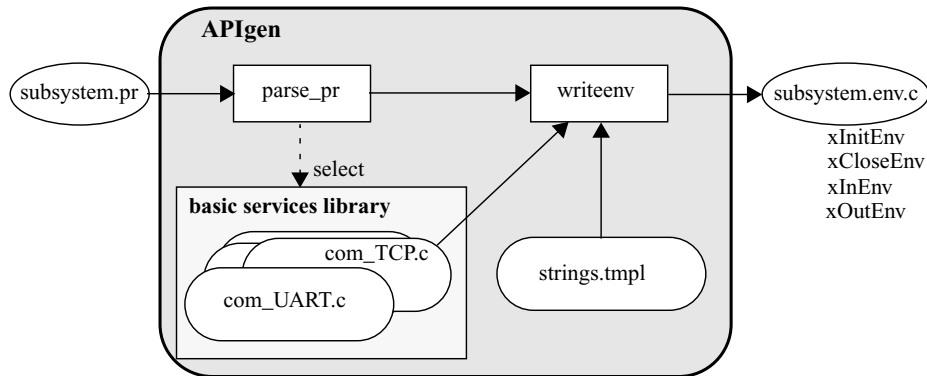 APIgen
subsystem.pr
parse_pr
writeenv
subsystem.env.c
xInitEnv
xCloseEnv
xInEnv
xOutEnv
select
basic services library
com_TCP.c
com_UART.c
strings.tmpl